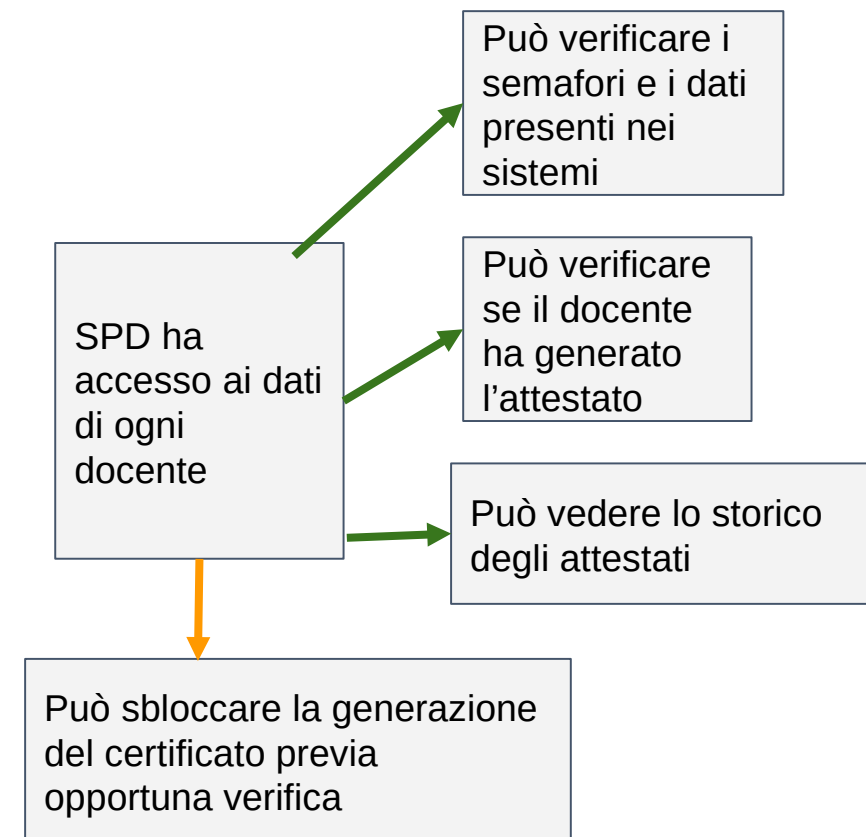 Può verificare i
semafori e i dati
presenti nei
sistemi
SPD ha
accesso ai dati
di ogni
docente
Può verificare
se il docente
ha generato
l’attestato
Può vedere lo storico
degli attestati
Può sbloccare la generazione
del certificato previa
opportuna verifica